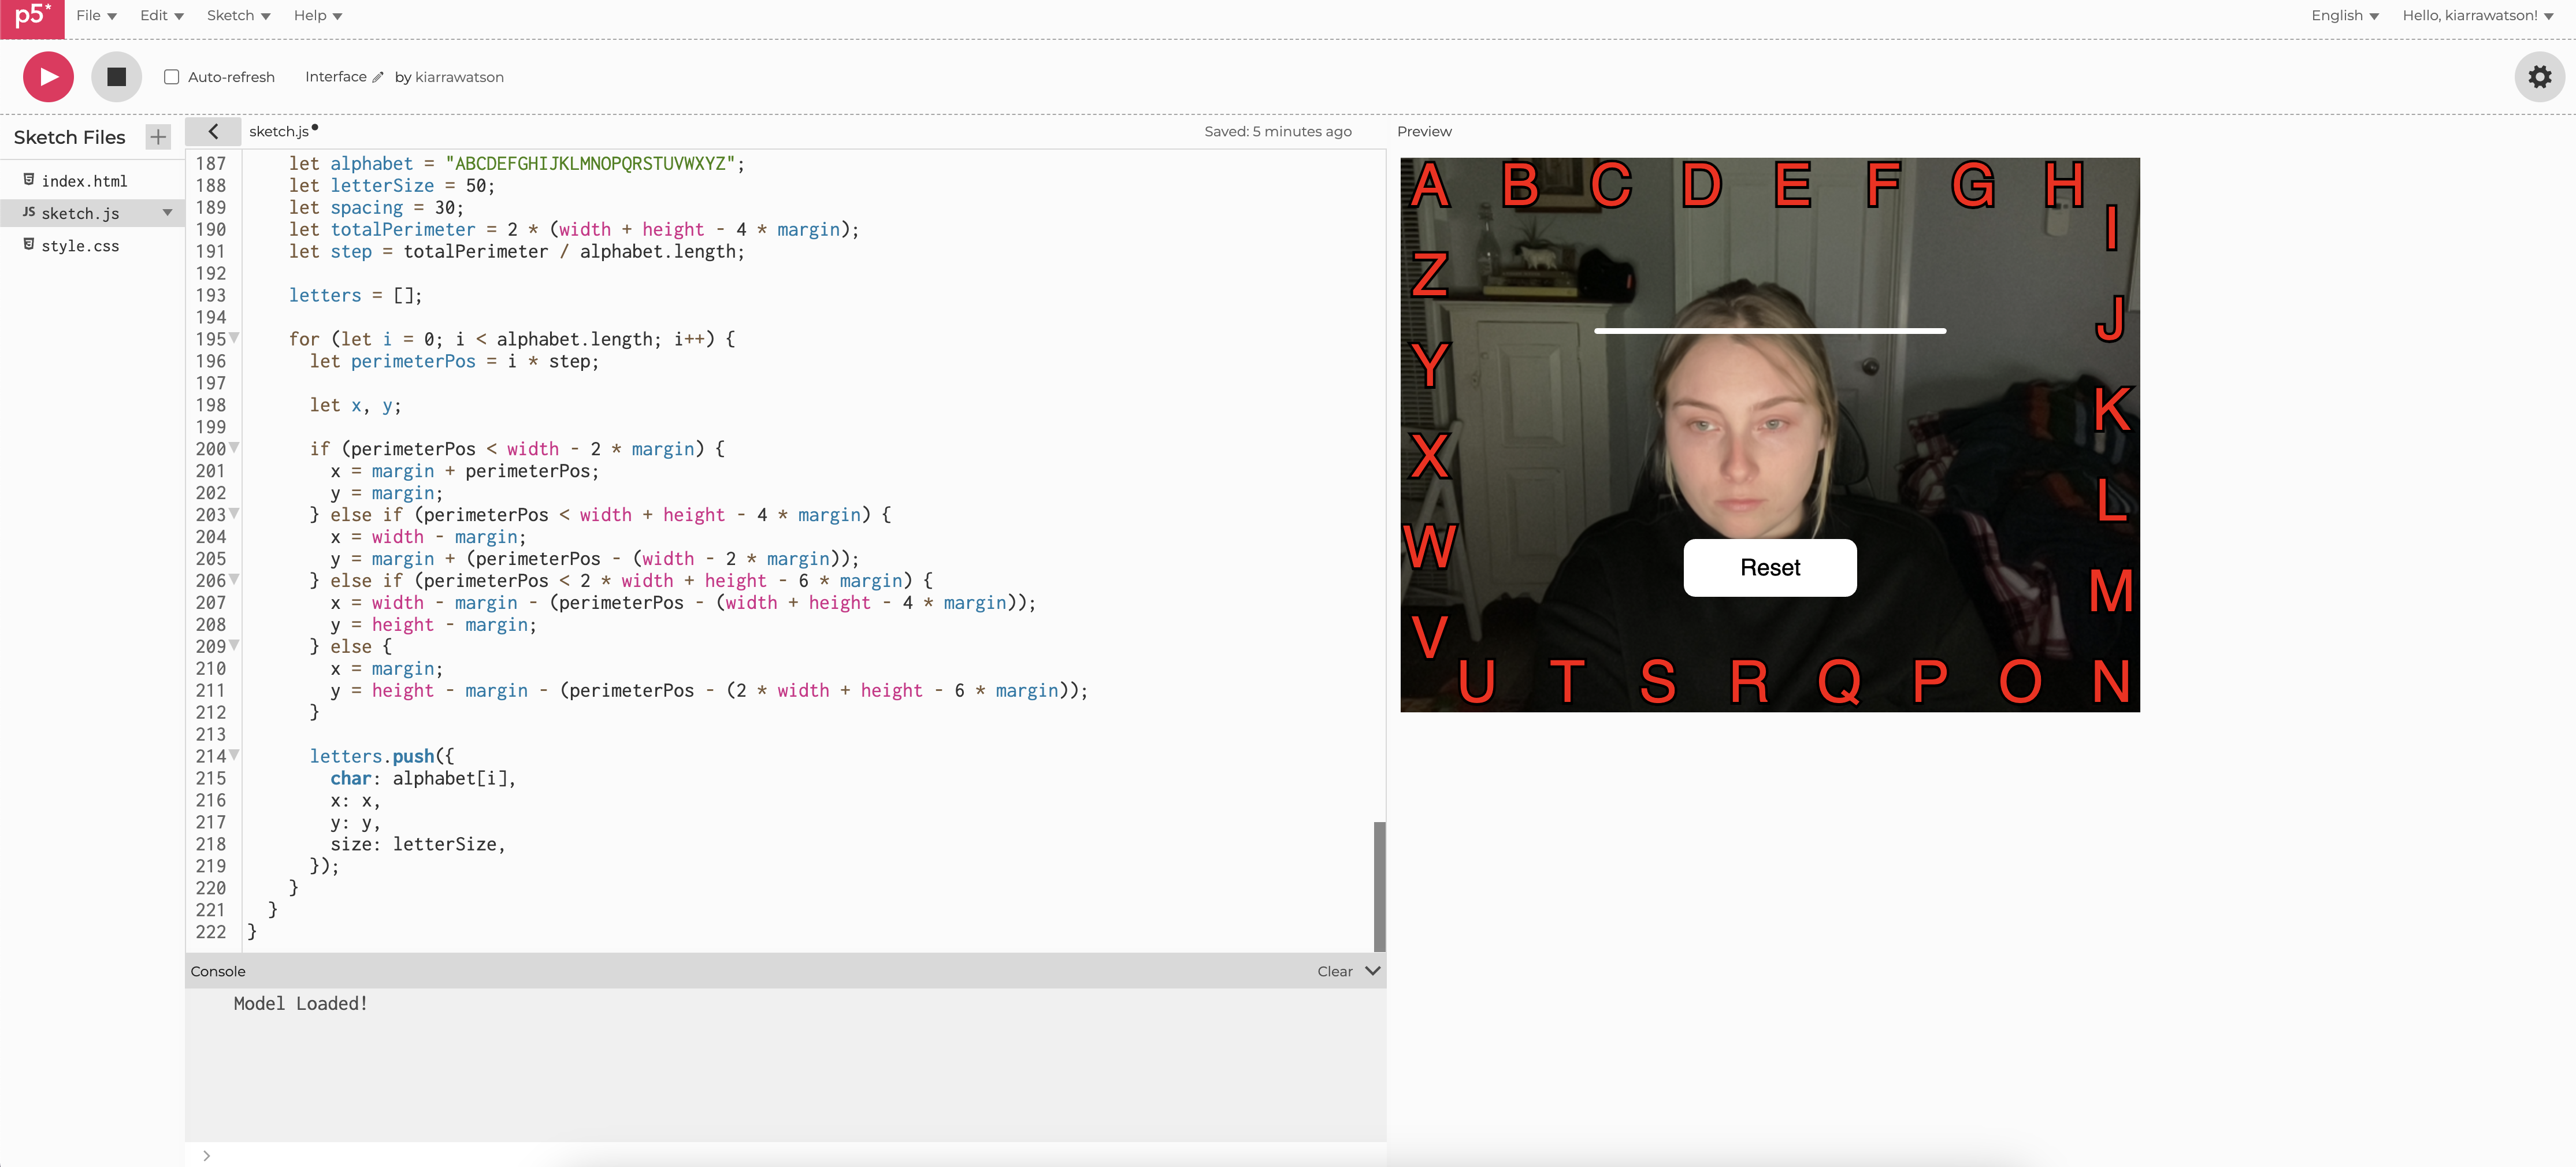 p5* File Edit Sketch Help English Hello, kiarrawatson!
Auto-refresh Interface by kiarrawatson
Sketch Files +
index.html
JS sketch.js
style.css
sketch.js Saved: 5 minutes ago
187 let alphabet = "ABCDEFGHIJKLMNOPQRSTUVWXYZ";
188 let letterSize = 50;
189 let spacing = 30;
190 let totalPerimeter = 2 * (width + height - 4 * margin);
191 let step = totalPerimeter / alphabet.length;
192
193 letters = [];
194
195 for (let i = 0; i < alphabet.length; i++) {
196 let perimeterPos = i * step;
197
198 let x, y;
199
200 if (perimeterPos < width - 2 * margin) {
201 x = margin + perimeterPos;
202 y = margin;
203 } else if (perimeterPos < width + height - 4 * margin) {
204 x = width - margin;
205 y = margin + (perimeterPos - (width - 2 * margin));
206 } else if (perimeterPos < 2 * width + height - 6 * margin) {
207 x = width - margin - (perimeterPos - (width + height - 4 * margin));
208 y = height - margin;
209 } else {
210 x = margin;
211 y = height - margin - (perimeterPos - (2 * width + height - 6 * margin));
212 }
213
214 letters.push({
215 char: alphabet[i],
216 x: x,
217 y: y,
218 size: letterSize,
219 });
220 }
221 }
222 }
Console Clear
Model Loaded!
>
Preview
A B C D E F G H
I
Z
J
Y
K
X
L
W
Reset
M
V
U T S R Q P O N